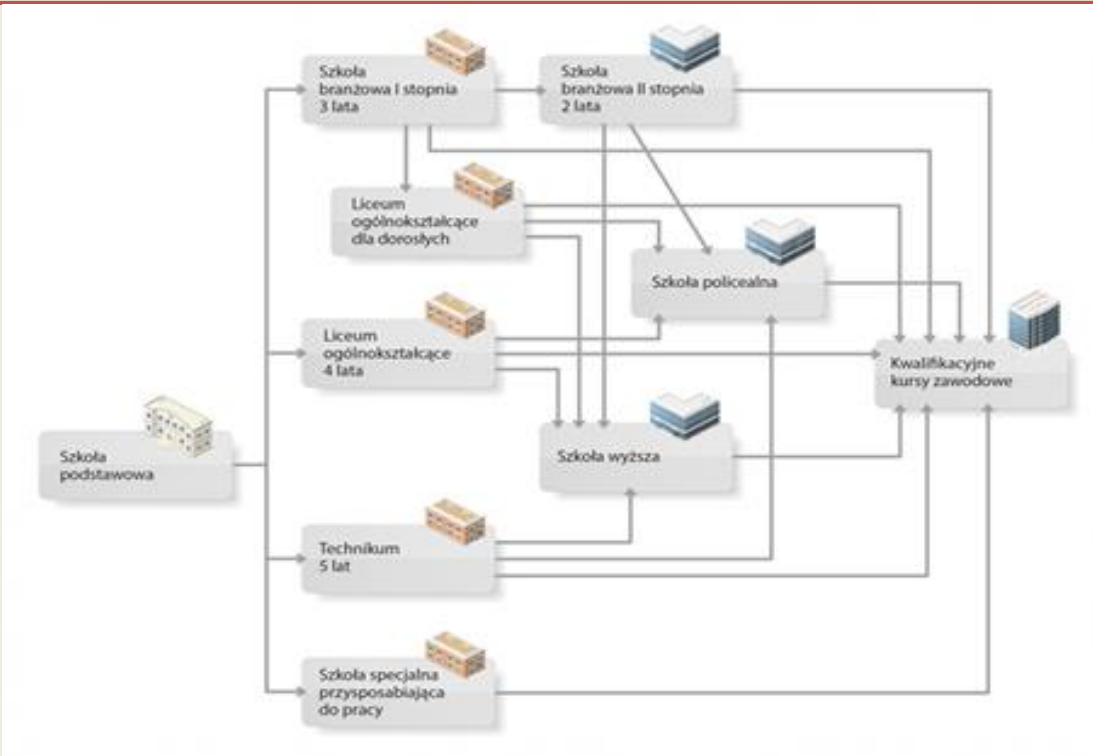 Szkoła
branżowa I stopnia
3 lata
Szkoła
branżowa II stopnia
2 lata
Liceum
ogólnokształcące
dla dorosłych
Szkoła policealna
Liceum
ogólnokształcące
4 lata
Kwalifikacyjne
kursy zawodowe
Szkoła
podstawowa
Szkoła wyższa
Technikum
5 lat
Szkoła specjalna
przysposabiająca
do pracy